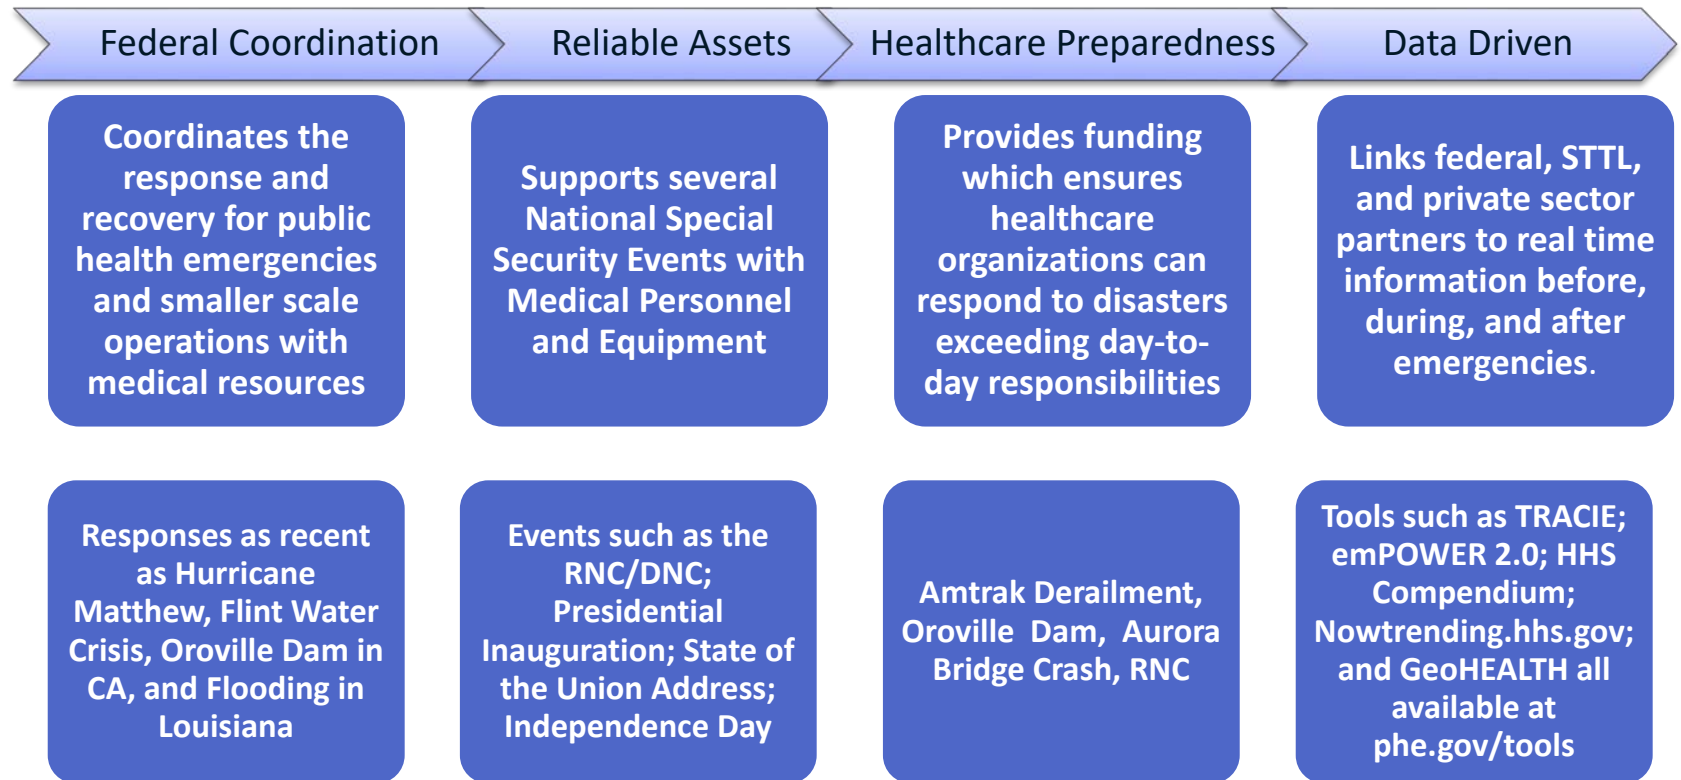 Federal Coordination
Reliable Assets
Healthcare Preparedness
Data Driven
Coordinates the
response and
recovery for public
health emergencies
and smaller scale
operations with
medical resources
Supports several
National Special
Security Events with
Medical Personnel
and Equipment
Provides funding
which ensures
healthcare
organizations can
respond to disasters
exceeding day-to-
day responsibilities
Links federal, STTL,
and private sector
partners to real time
information before,
during, and after
emergencies.
Responses as recent
as Hurricane
Matthew, Flint Water
Crisis, Oroville Dam in
CA, and Flooding in
Louisiana
Events such as the
RNC/DNC;
Presidential
Inauguration; State of
the Union Address;
Independence Day
Amtrak Derailment,
Oroville Dam, Aurora
Bridge Crash, RNC
Tools such as TRACIE;
emPOWER 2.0; HHS
Compendium;
Nowtrending.hhs.gov;
and GeoHEALTH all
available at
phe.gov/tools